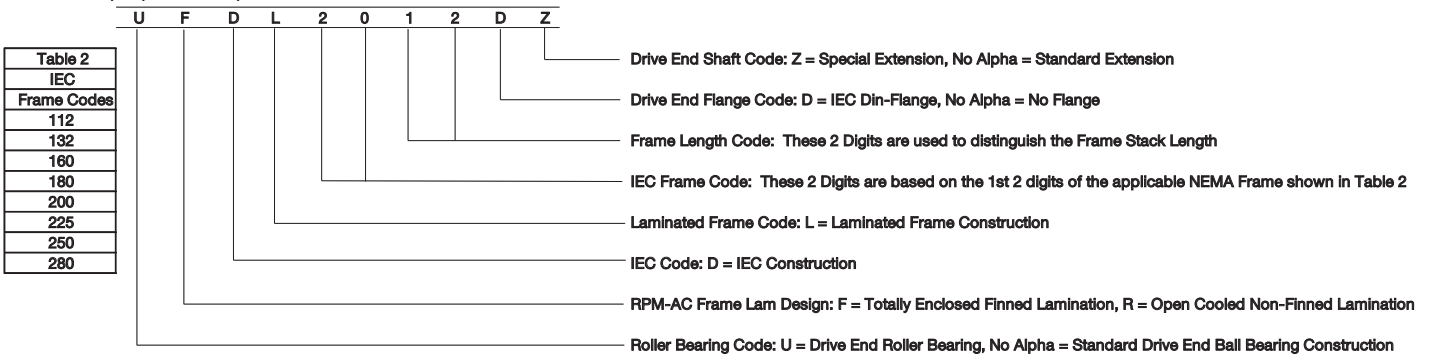 U F D L 2 0 1 2 D Z
Table 2
IEC
Frame Codes
112
132
160
180
200
225
250
280
Drive End Shaft Code: Z = Special Extension, No Alpha = Standard Extension
Drive End Flange Code: D = IEC Din-Flange, No Alpha = No Flange
Frame Length Code: These 2 Digits are used to distinguish the Frame Stack Length
IEC Frame Code: These 2 Digits are based on the 1st 2 digits of the applicable NEMA Frame shown in Table 2
Laminated Frame Code: L = Laminated Frame Construction
IEC Code: D = IEC Construction
RPM-AC Frame Lam Design: F = Totally Enclosed Finned Lamination, R = Open Cooled Non-Finned Lamination
Roller Bearing Code: U = Drive End Roller Bearing, No Alpha = Standard Drive End Ball Bearing Construction